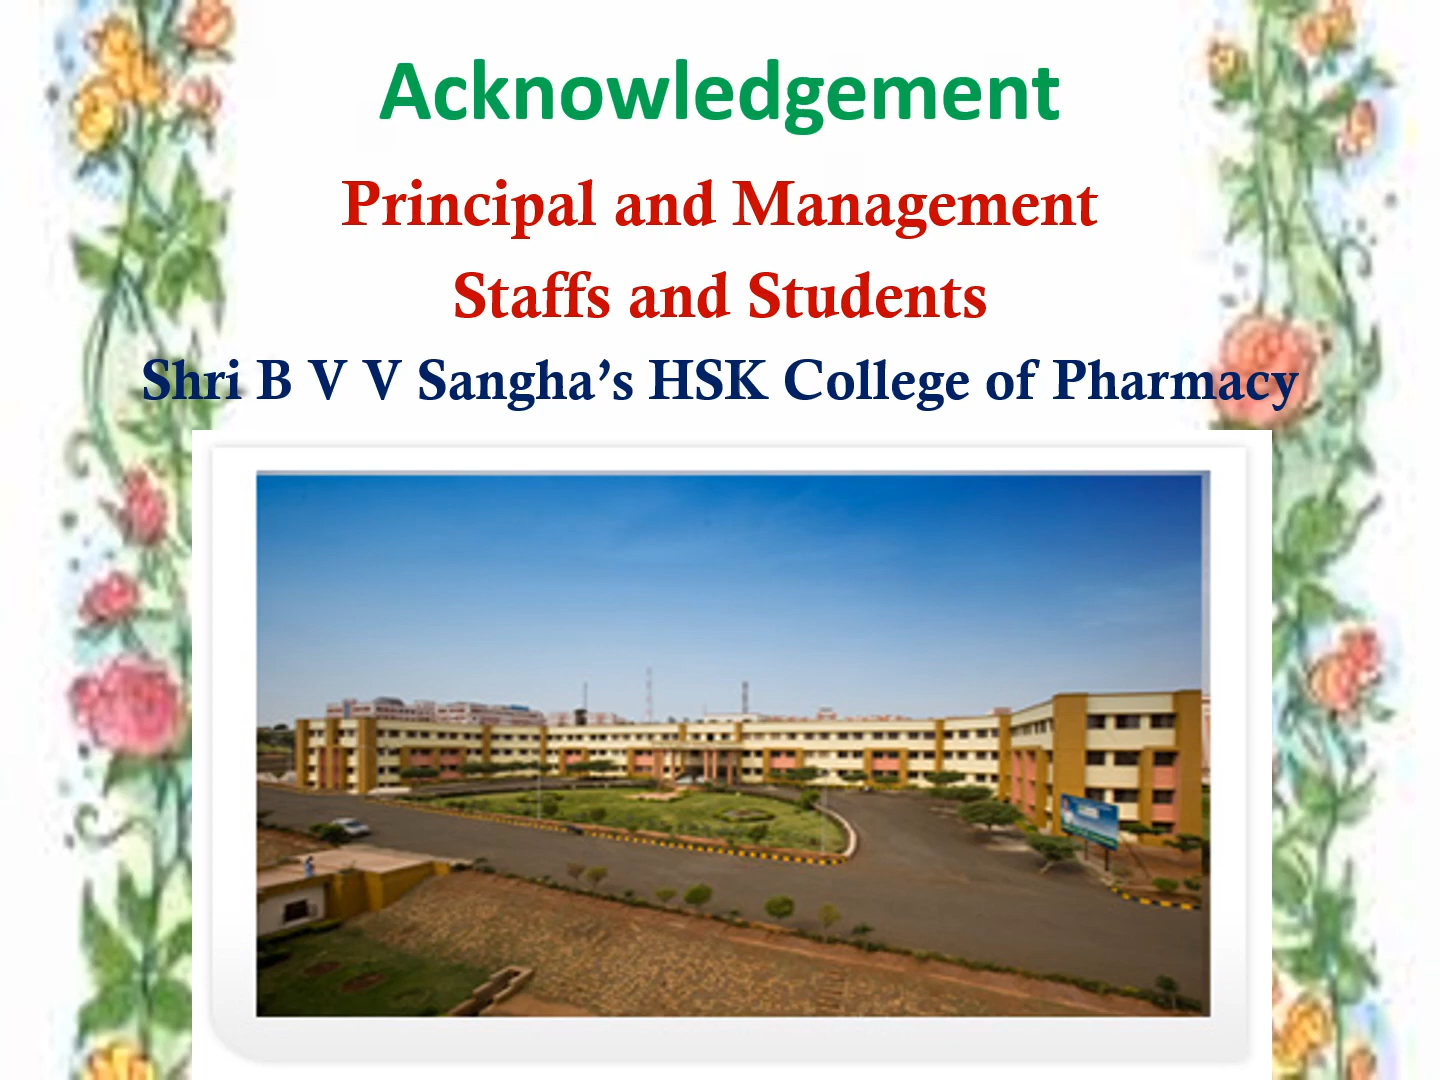 Acknowledgement
Principal and Management
Staffs and Students
Shri B V V Sangha’s HSK College of Pharmacy